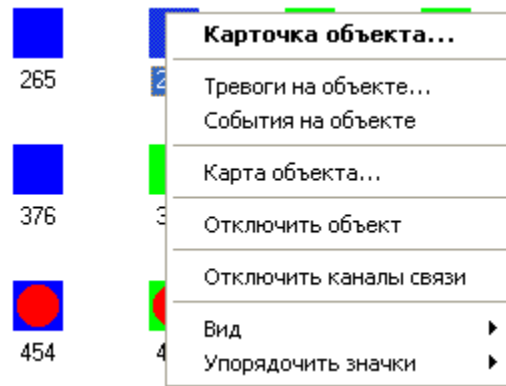 265
Карточка объекта...
Тревоги на объекте...
События на объекте
376
Карта объекта...
Отключить объект
Отключить каналы связи
454
Вид
Упорядочить значки